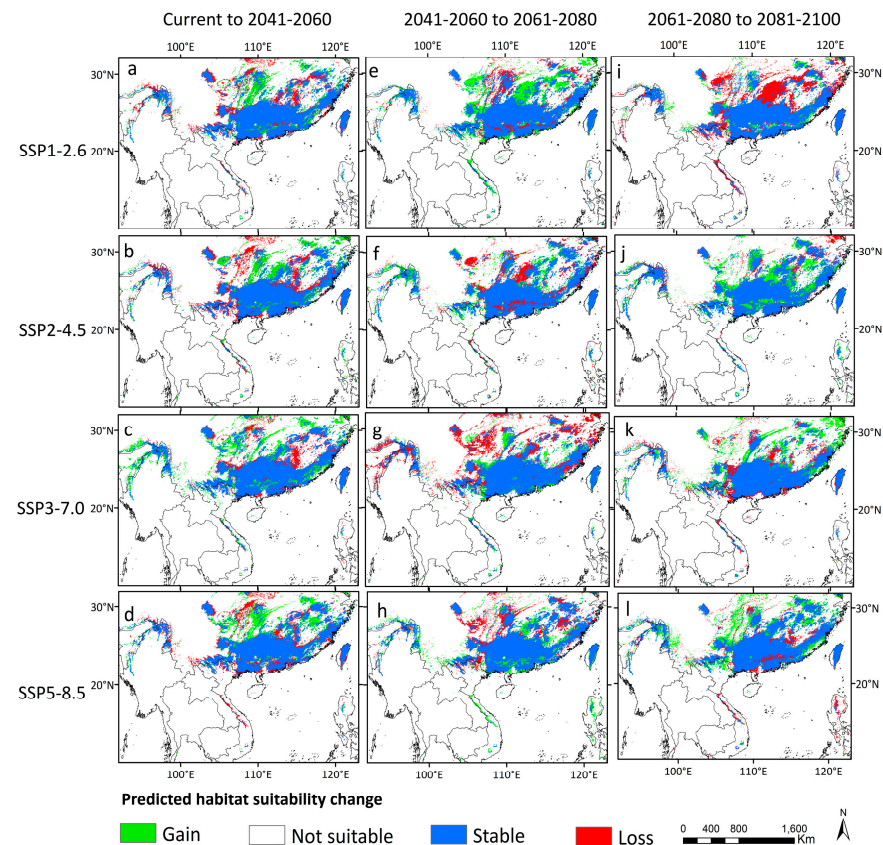 Current to 2041-2060 2041-2060 to 2061-2080 2061-2080 to 2081-2100
100°E 110°E 120°E 100°E 110°E 120°E 100°E 110°E 120°E
30°N a e i 30°N
SSP1-2.6
20°N 20°N
30°N b f j 30°N
SSP2-4.5
20°N 20°N
30°N c g k 30°N
SSP3-7.0
20°N 20°N
30°N d h l 30°N
SSP5-8.5
20°N 20°N
100°E 110°E 120°E 100°E 110°E 120°E 100°E 110°E 120°E
Predicted habitat suitability change
Gain Not suitable Stable Loss
0 400 800 1,600 Km
N